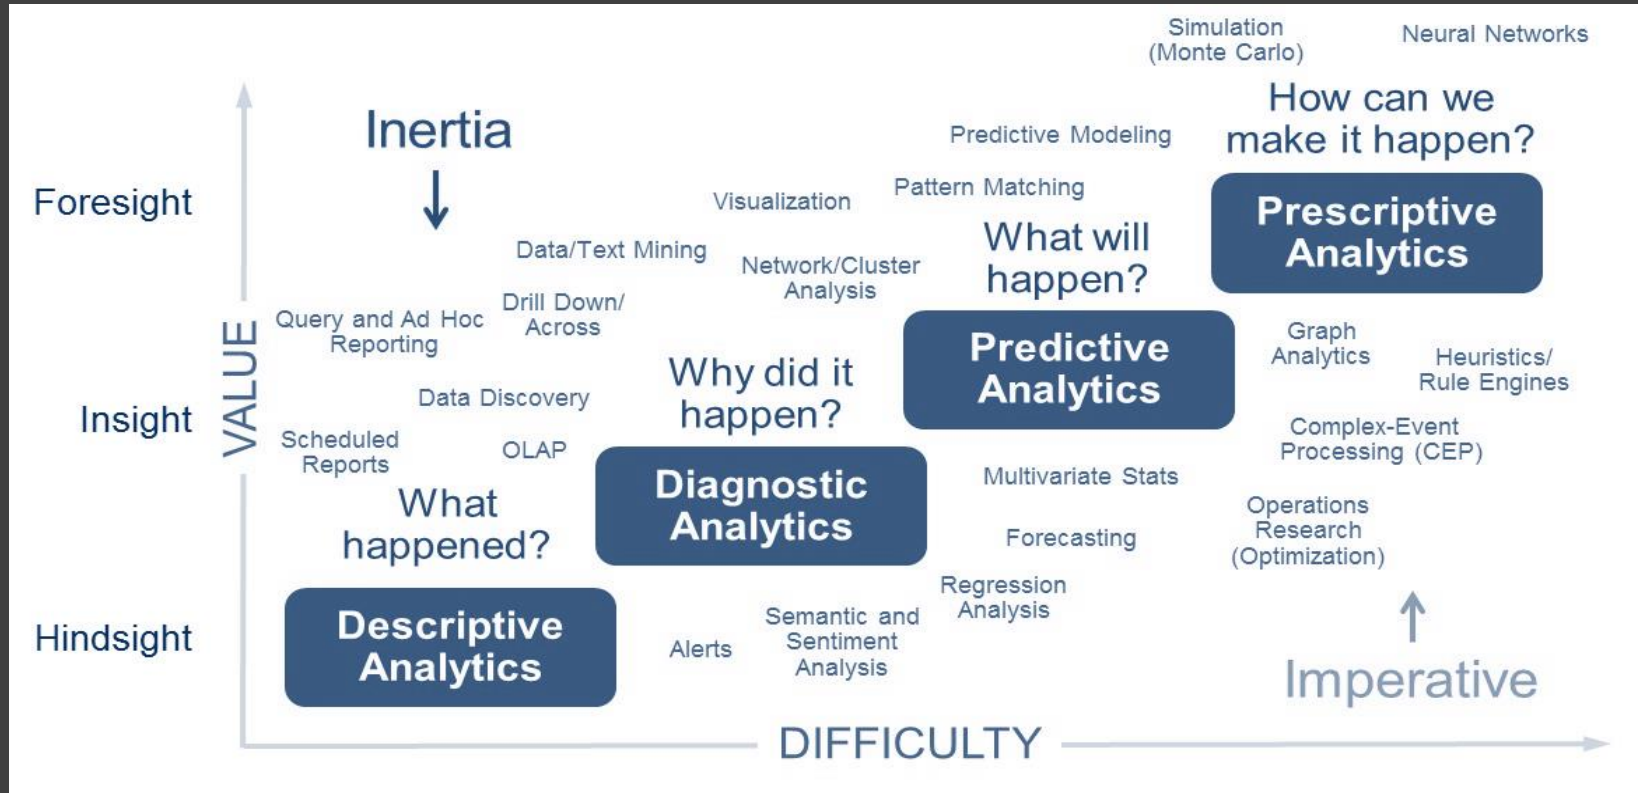 Simulation
(Monte Carlo)
Neural Networks
How can we
make it happen?
Inertia
Predictive Modeling
Foresight
Visualization
Pattern Matching
Prescriptive
Analytics
Data/Text Mining
Network/Cluster
Analysis
What will
happen?
Query and Ad Hoc
Reporting
Drill Down/
Across
VALUE
Why did it
happen?
Predictive
Analytics
Graph
Analytics
Heuristics/
Rule Engines
Insight
Data Discovery
Scheduled
Reports
OLAP
Complex-Event
Processing (CEP)
What
happened?
Diagnostic
Analytics
Multivariate Stats
Forecasting
Operations
Research
(Optimization)
Regression
Analysis
Hindsight
Descriptive
Analytics
Alerts
Semantic and
Sentiment
Analysis
Imperative
DIFFICULTY